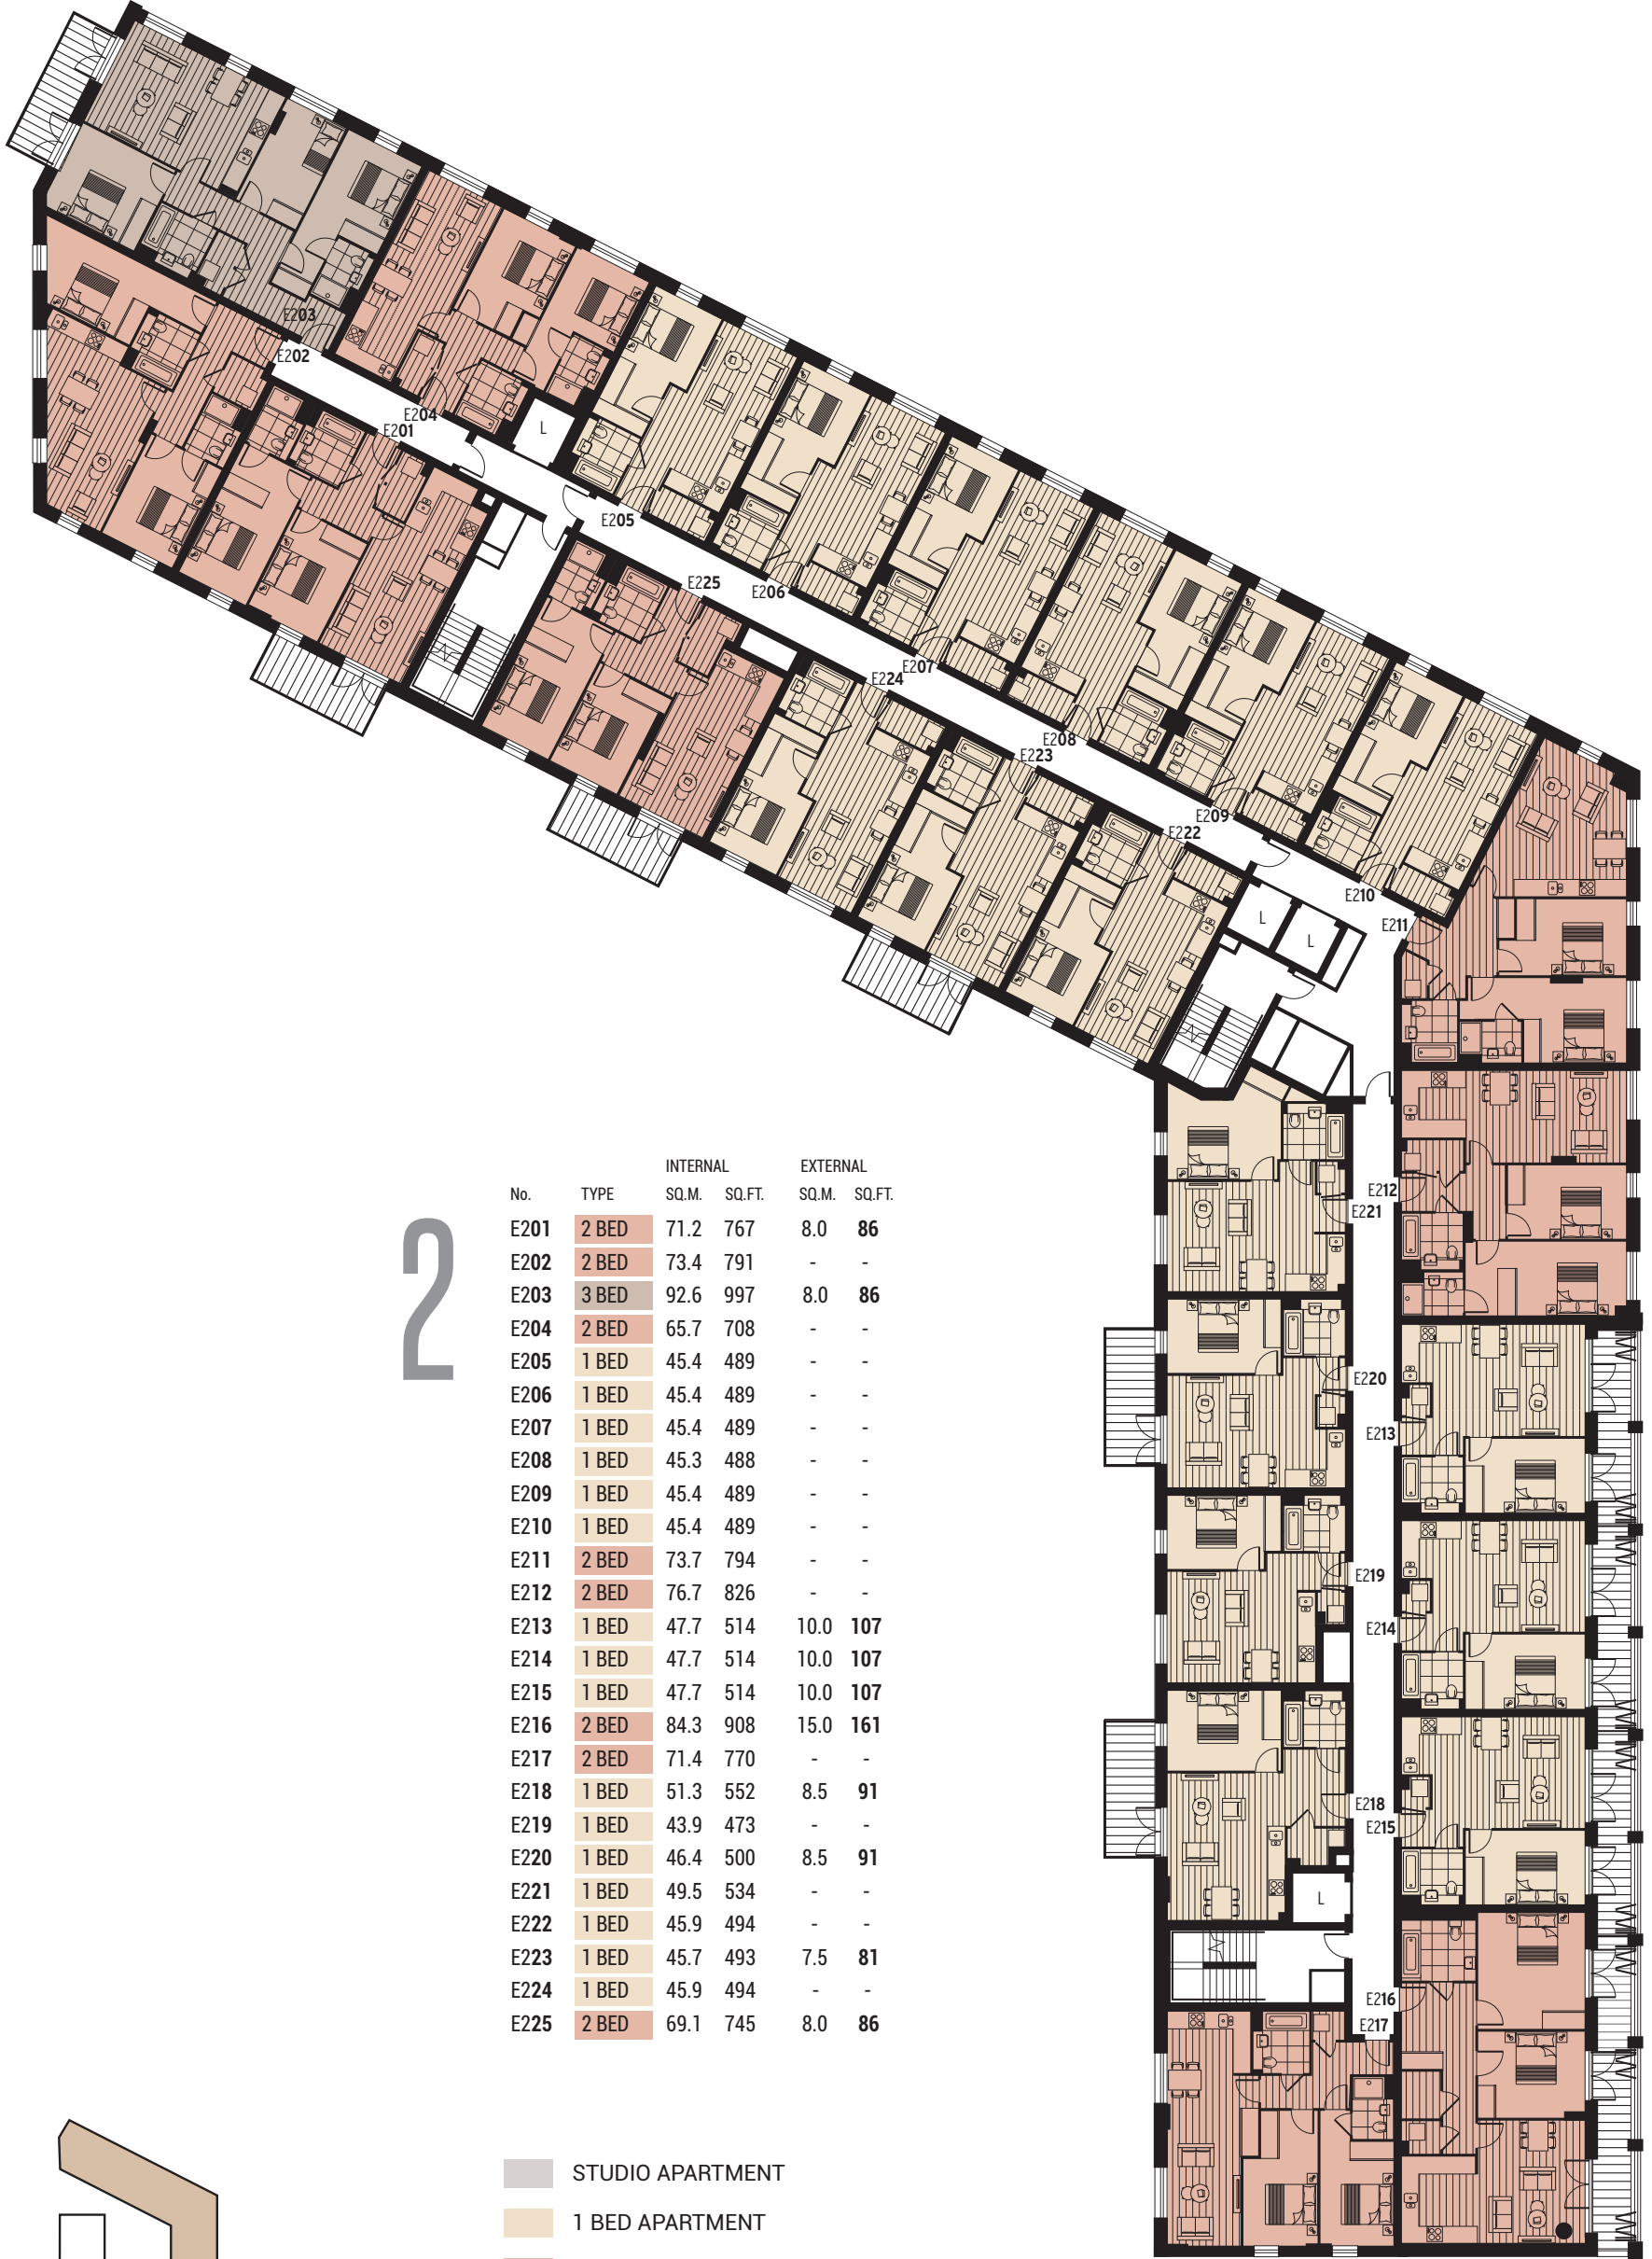 E203
E202
E204
E201
L
E205
E225
E206
E207
E224
E208
E223
E209
E222
E210
L
E211
L
INTERNAL EXTERNAL
No. TYPE SQ.M. SQ.FT. SQ.M. SQ.FT.
E201 2 BED 71.2 767 8.0 86
E202 2 BED 73.4 791 - -
E203 3 BED 92.6 997 8.0 86
E204 2 BED 65.7 708 - -
E205 1 BED 45.4 489 - -
E206 1 BED 45.4 489 - -
E207 1 BED 45.4 489 - -
E208 1 BED 45.3 488 - -
E209 1 BED 45.4 489 - -
E210 1 BED 45.4 489 - -
E211 2 BED 73.7 794 - -
E212 2 BED 76.7 826 - -
E213 1 BED 47.7 514 10.0 107
E214 1 BED 47.7 514 10.0 107
E215 1 BED 47.7 514 10.0 107
E216 2 BED 84.3 908 15.0 161
E217 2 BED 71.4 770 - -
E218 1 BED 51.3 552 8.5 91
E219 1 BED 43.9 473 - -
E220 1 BED 46.4 500 8.5 91
E221 1 BED 49.5 534 - -
E222 1 BED 45.9 494 - -
E223 1 BED 45.7 493 7.5 81
E224 1 BED 45.9 494 - -
E225 2 BED 69.1 745 8.0 86
2
E212
E221
E220
E213
E219
E214
E218
E215
L
E216
E217
STUDIO APARTMENT
1 BED APARTMENT